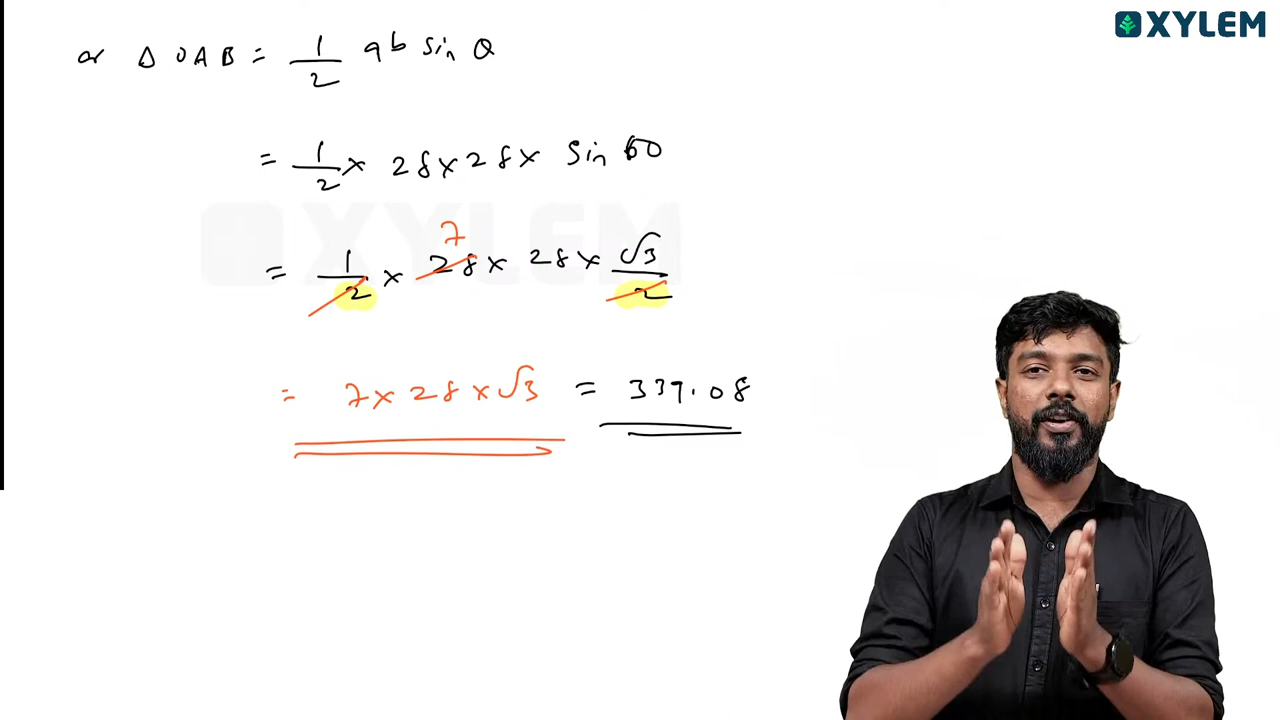 XYLEM
ar Δ OAB = 1/2 ab sin θ
= 1/2 × 28 × 28 × Sin 60
XYLEM
7
= 1/2 × 28 × 28 × √3/2
= 7 × 28 × √3 = 339.08